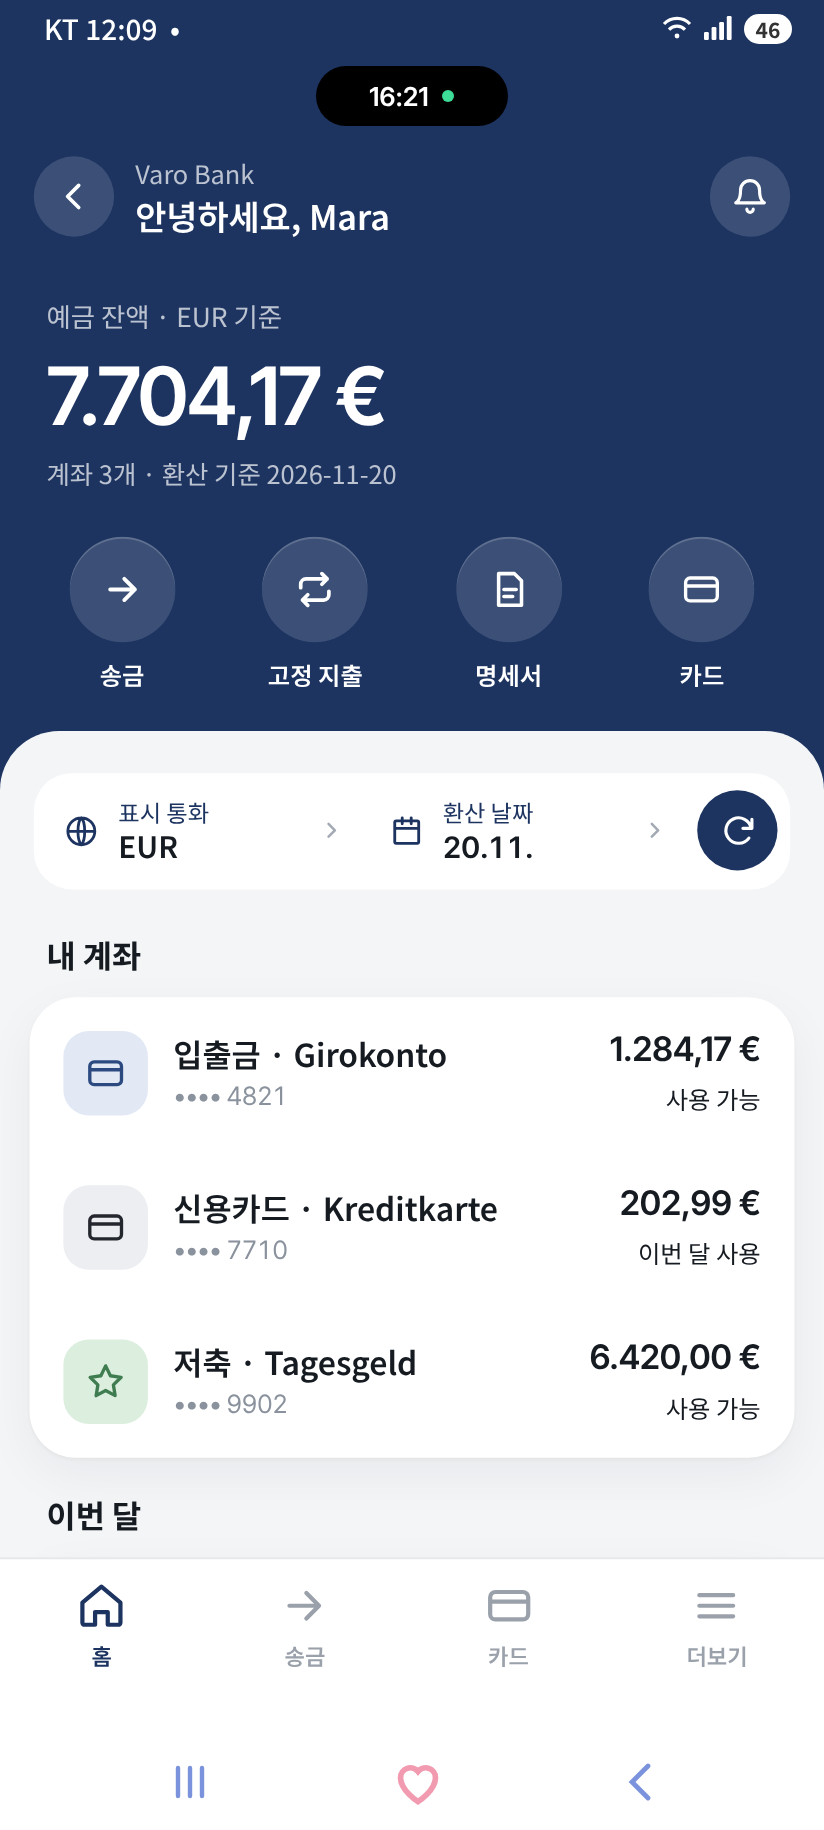 KT 12:09 •
46
16:21
Varo Bank
안녕하세요, Mara
예금 잔액 · EUR 기준
7.704,17 €
계좌 3개 · 환산 기준 2026-11-20
송금
고정 지출
명세서
카드
표시 통화
EUR
환산 날짜
20.11.
내 계좌
입출금 · Girokonto
1.284,17 €
•••• 4821
사용 가능
신용카드 · Kreditkarte
202,99 €
•••• 7710
이번 달 사용
저축 · Tagesgeld
6.420,00 €
•••• 9902
사용 가능
이번 달
홈
송금
카드
더보기